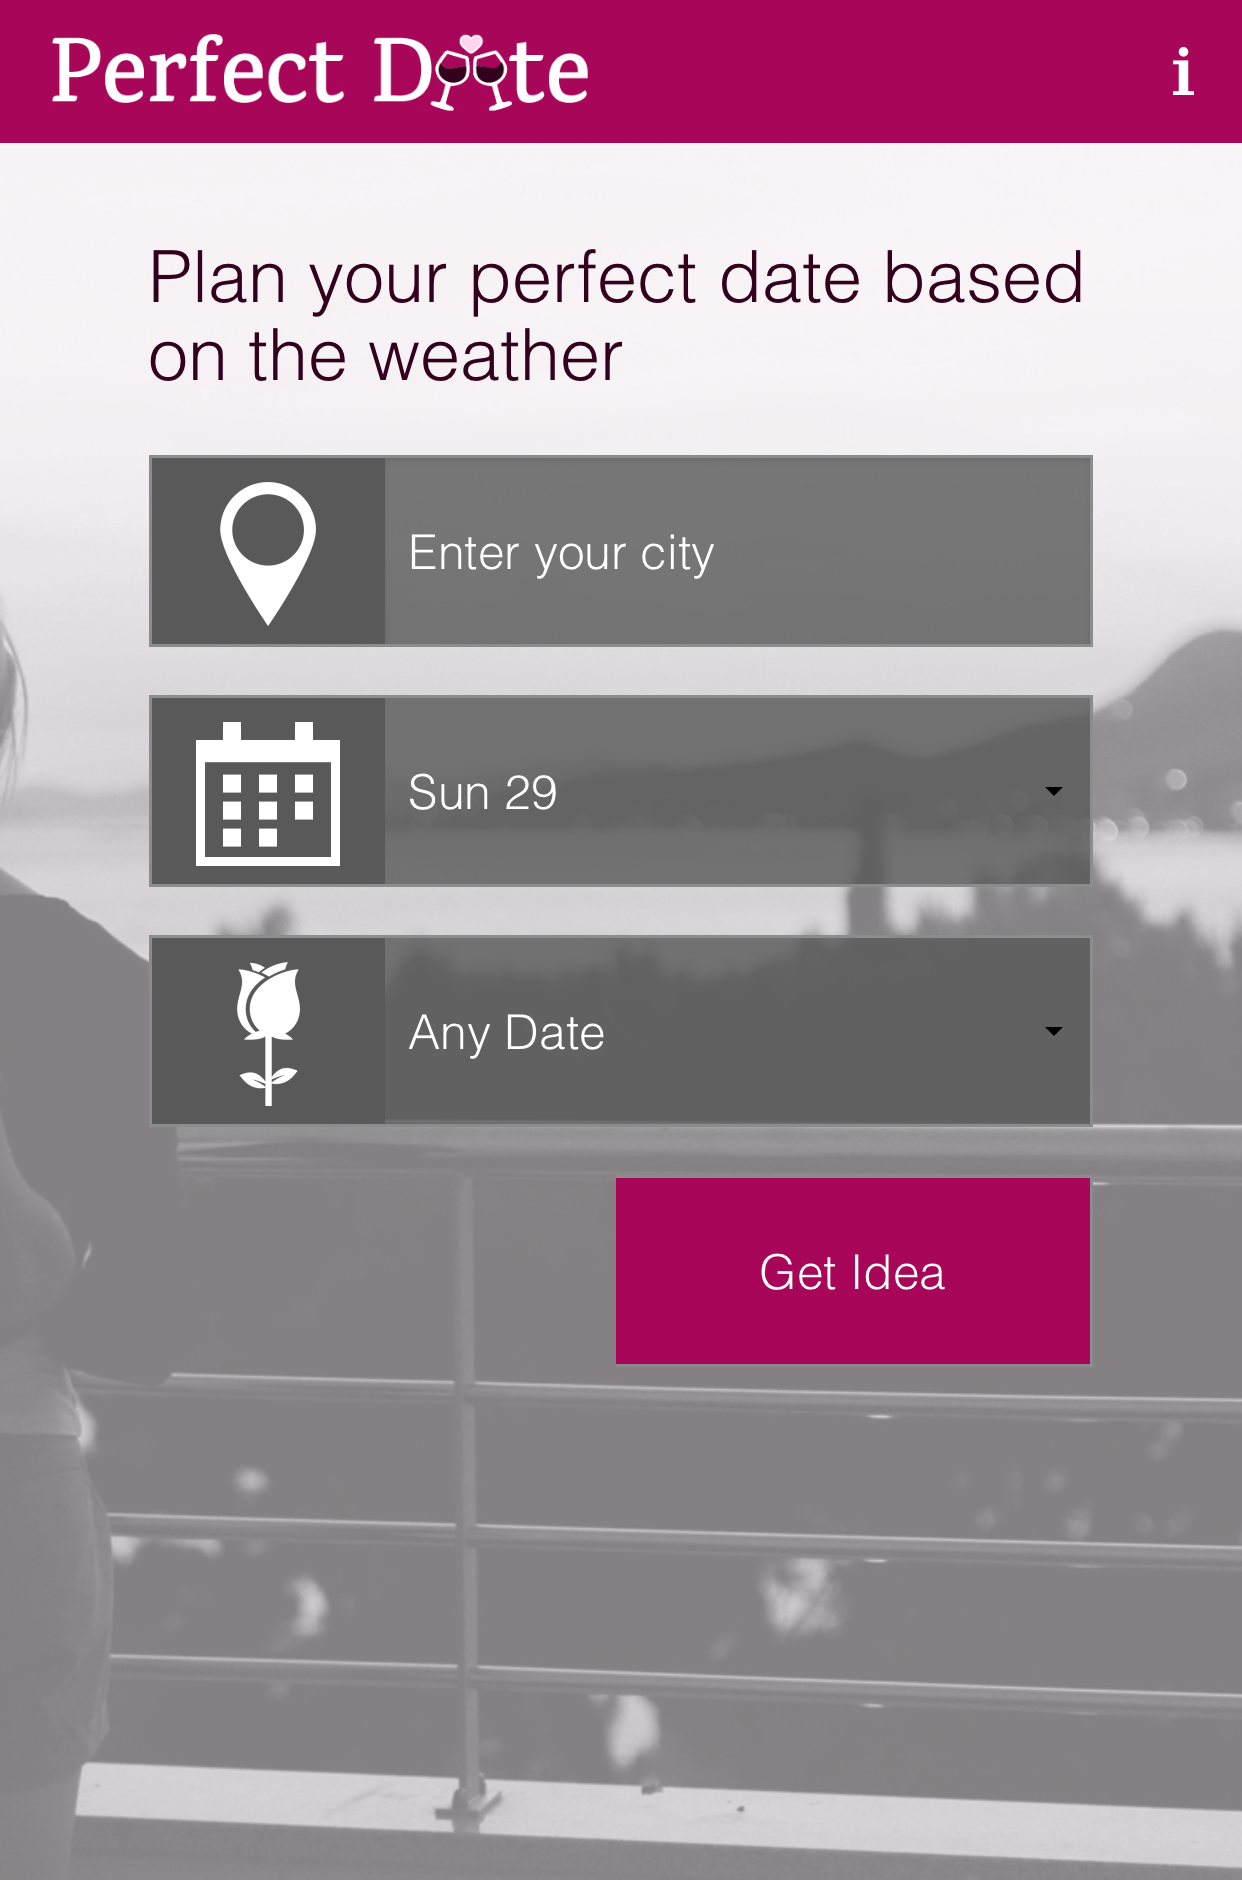 Perfect Date
i
Plan your perfect date based
on the weather
Enter your city
Sun 29
Any Date
Get Idea